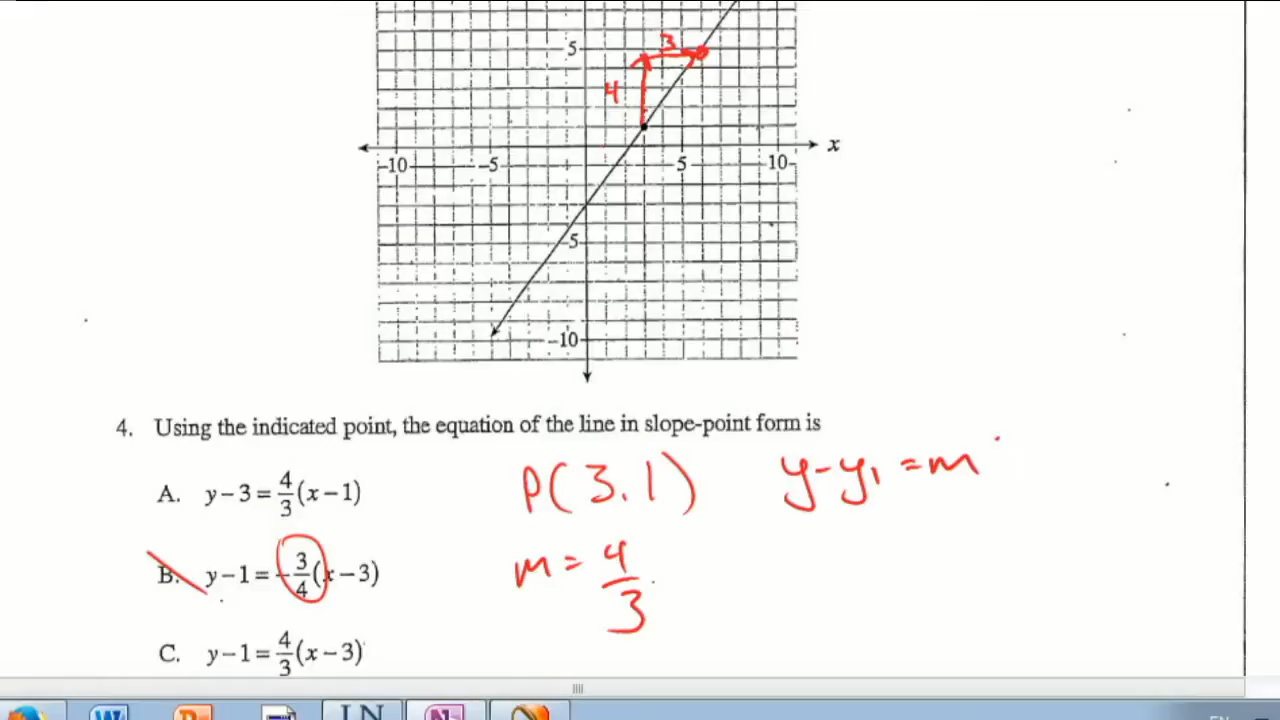 5
3
4
x
-10
-5
5
10
-5
-10
4. Using the indicated point, the equation of the line in slope-point form is
P(3.1) y-y₁=m
A. y-3=4/3(x-1)
m=4/3
B. y-1=-3/4(x-3)
C. y-1=4/3(x-3)
EN